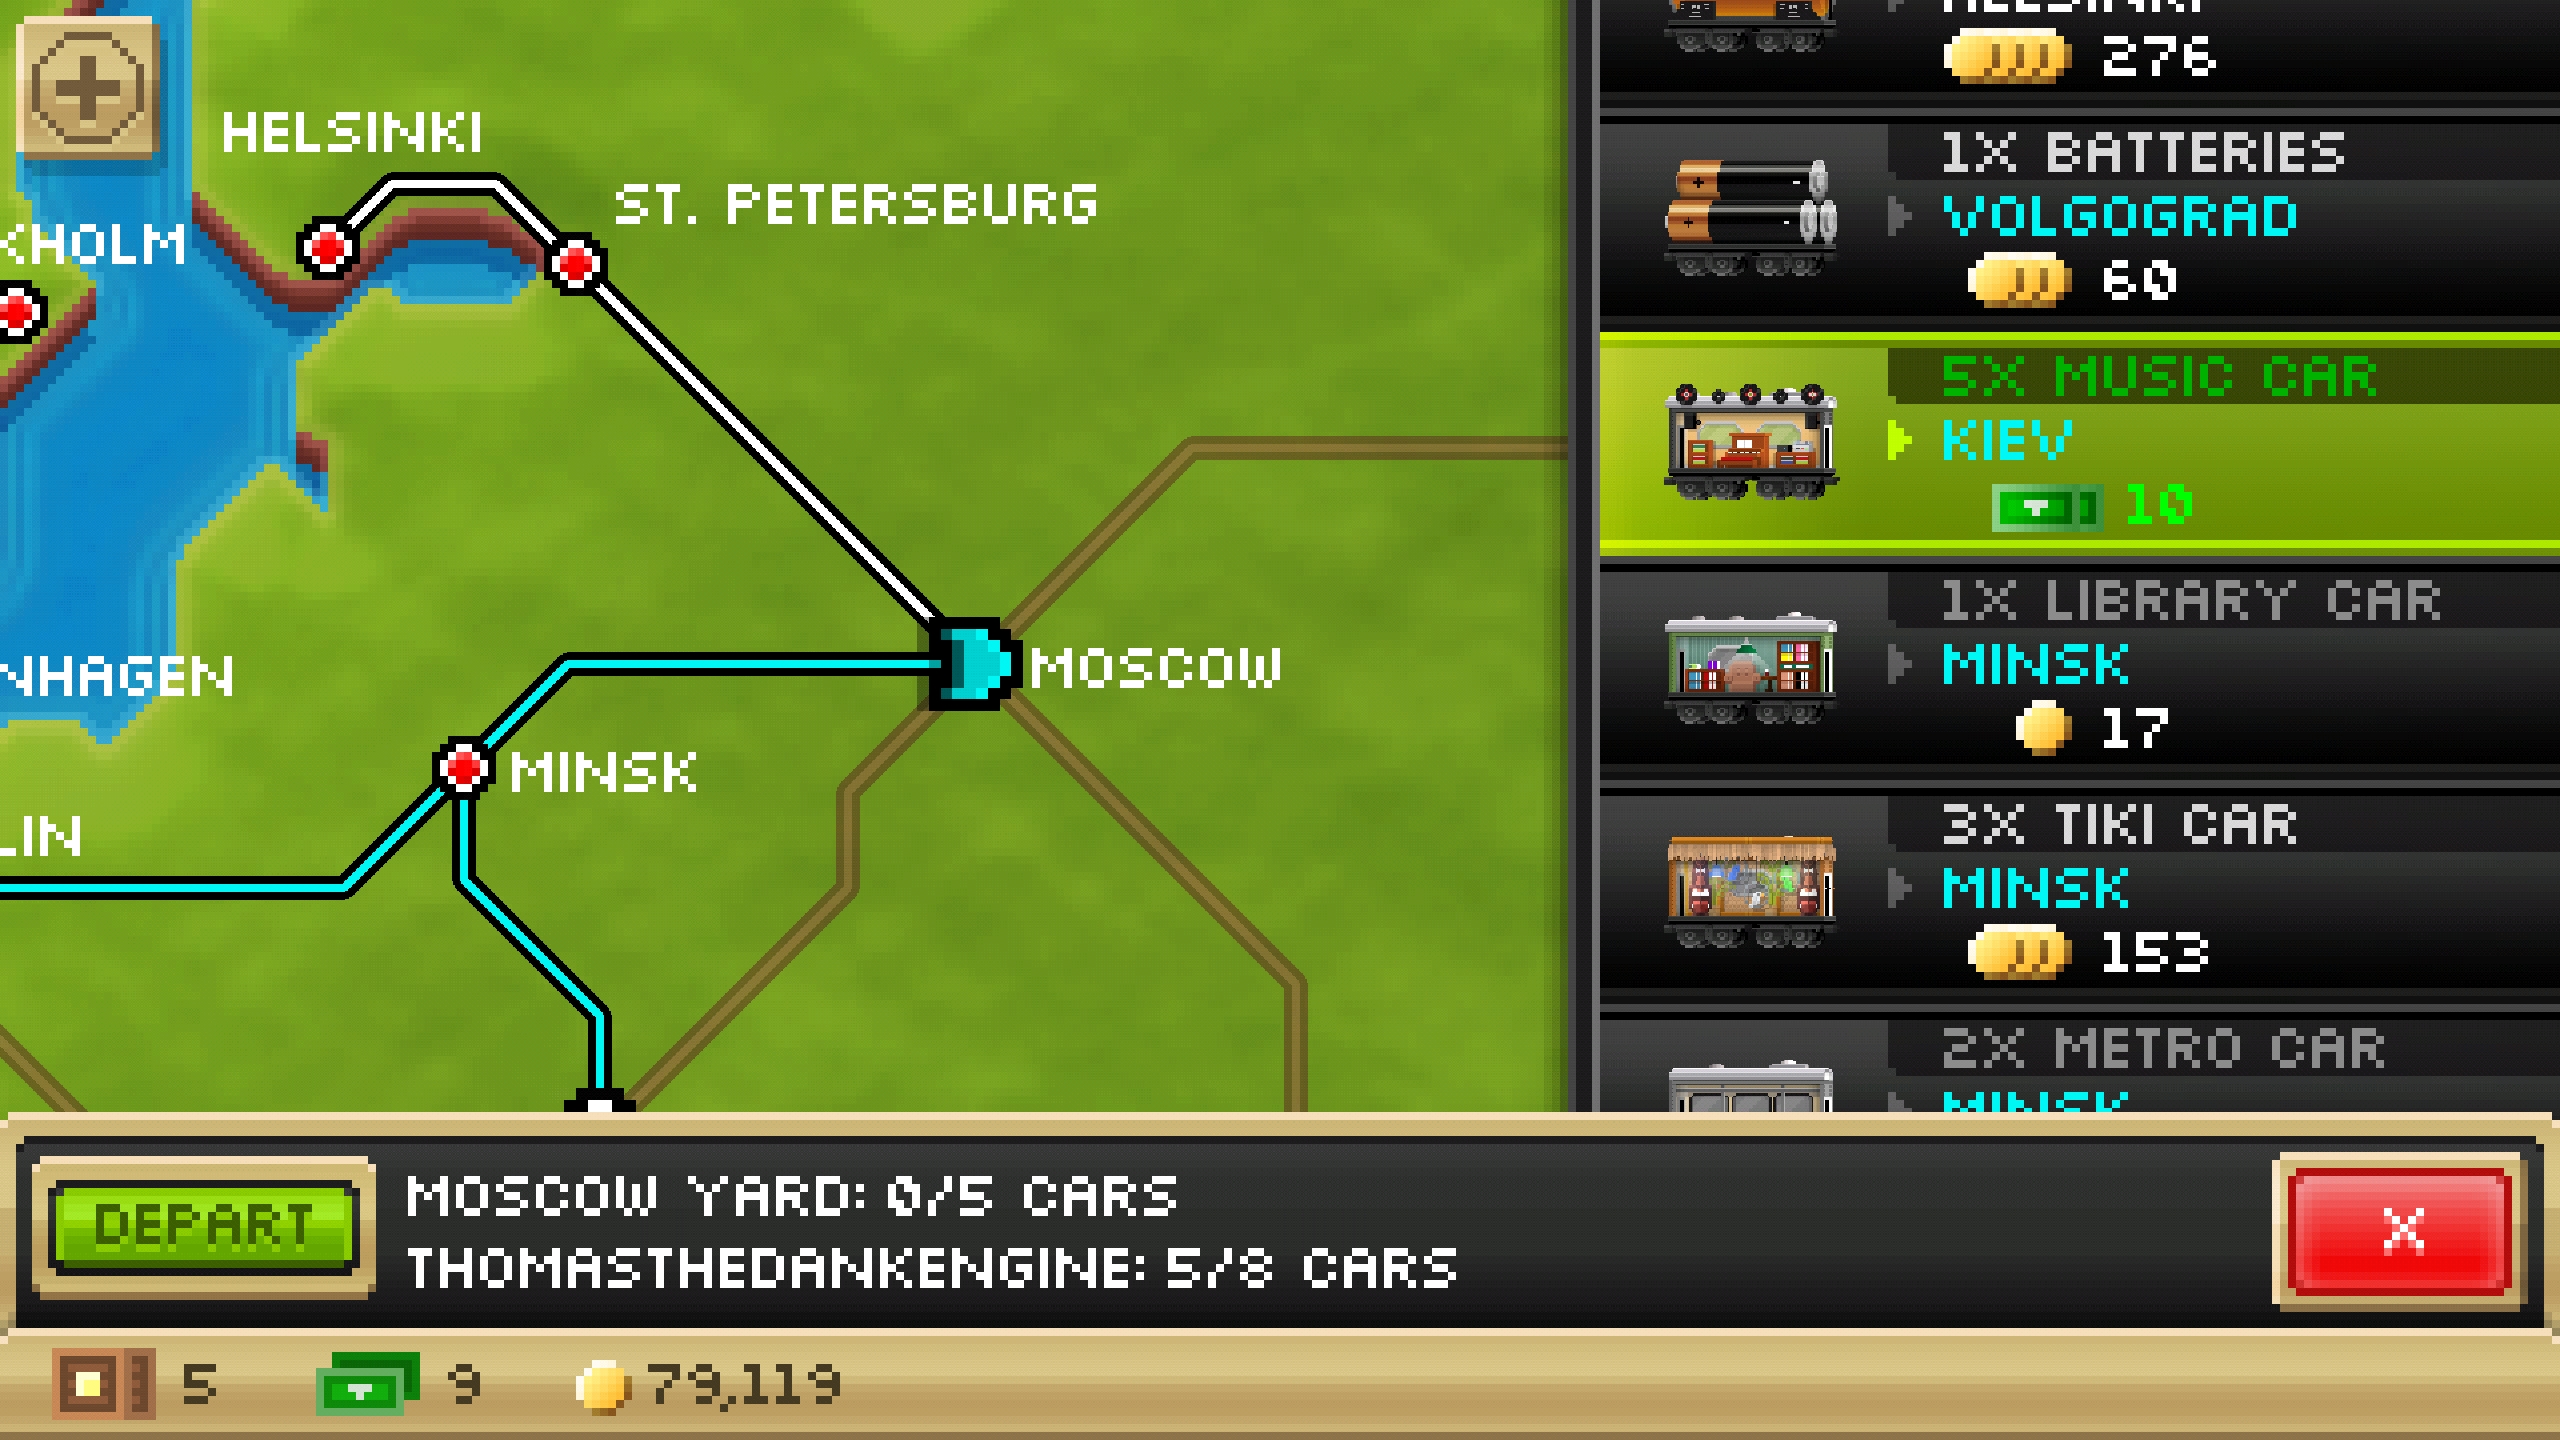 HELSINKI
ST. PETERSBURG
KHOLM
MOSCOW
NHAGEN
MINSK
LIN
HELSINKI
276
1X BATTERIES
VOLGOGRAD
60
5X MUSIC CAR
KIEV
10
1X LIBRARY CAR
MINSK
17
3X TIKI CAR
MINSK
153
2X METRO CAR
MINSK
DEPART
MOSCOW YARD: 0/5 CARS
THOMASTHEDANKENGINE: 5/8 CARS
X
5 9 79,119